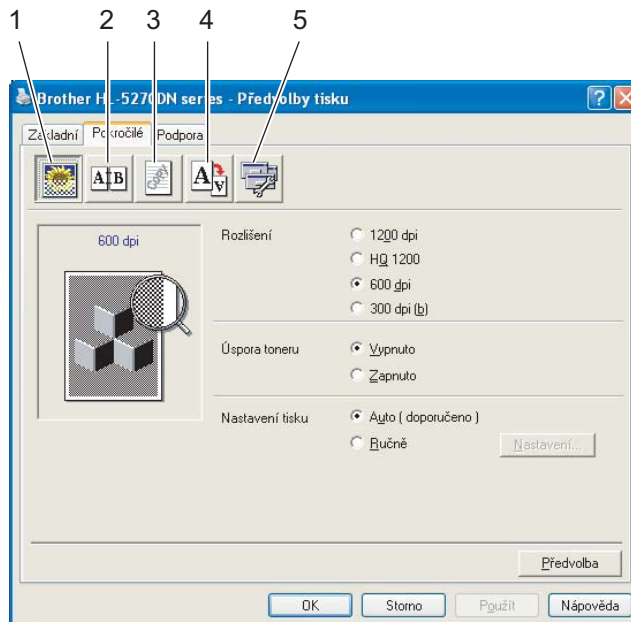 1 2 3 4 5
Brother HL-5270DN series - Předvolby tisku
Základní Pokročilé Podpora
A B
Copy
A A
600 dpi
Rozlišení
1200 dpi
HQ 1200
600 dpi
300 dpi (b)
Úspora toneru
Vypnuto
Zapnuto
Nastavení tisku
Auto ( doporučeno )
Ručně
Nastavení...
Předvolba
OK Storno Použít Nápověda